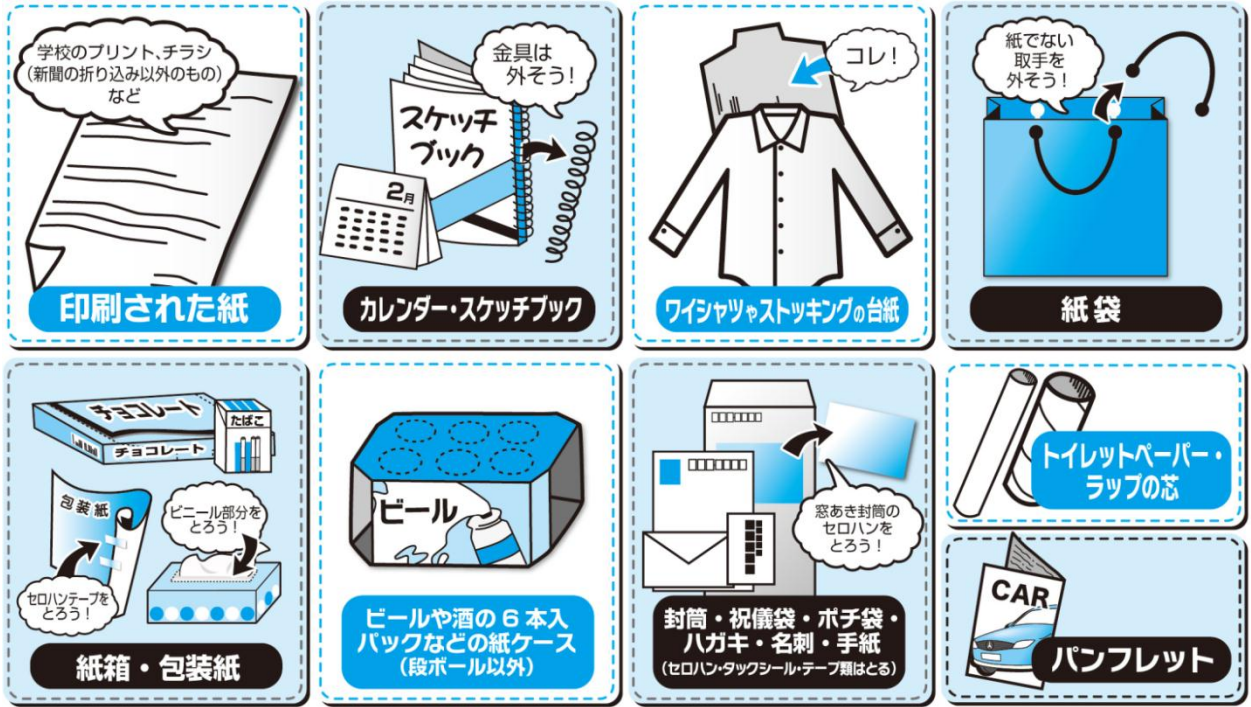 学校のプリント、チラシ
(新聞の折り込み以外のもの)
など
印刷された紙
金具は
外そう!
スケッチ
ブック
2月
カレンダー・スケッチブック
コレ!
ワイシャツやストッキングの台紙
紙でない
取手を
外そう!
紙袋
チョコレート
チョコレート
たばこ
包装紙
ビニール部分を
とろう!
セロハンテープを
とろう!
紙箱・包装紙
ビール
ビールや酒の6本入
パックなどの紙ケース
(段ボール以外)
窓あき封筒の
セロハンを
とろう!
封筒・祝儀袋・ポチ袋・
ハガキ・名刺・手紙
(セロハン・タックシール・テープ類はとる)
トイレットペーパー・
ラップの芯
CAR
パンフレット